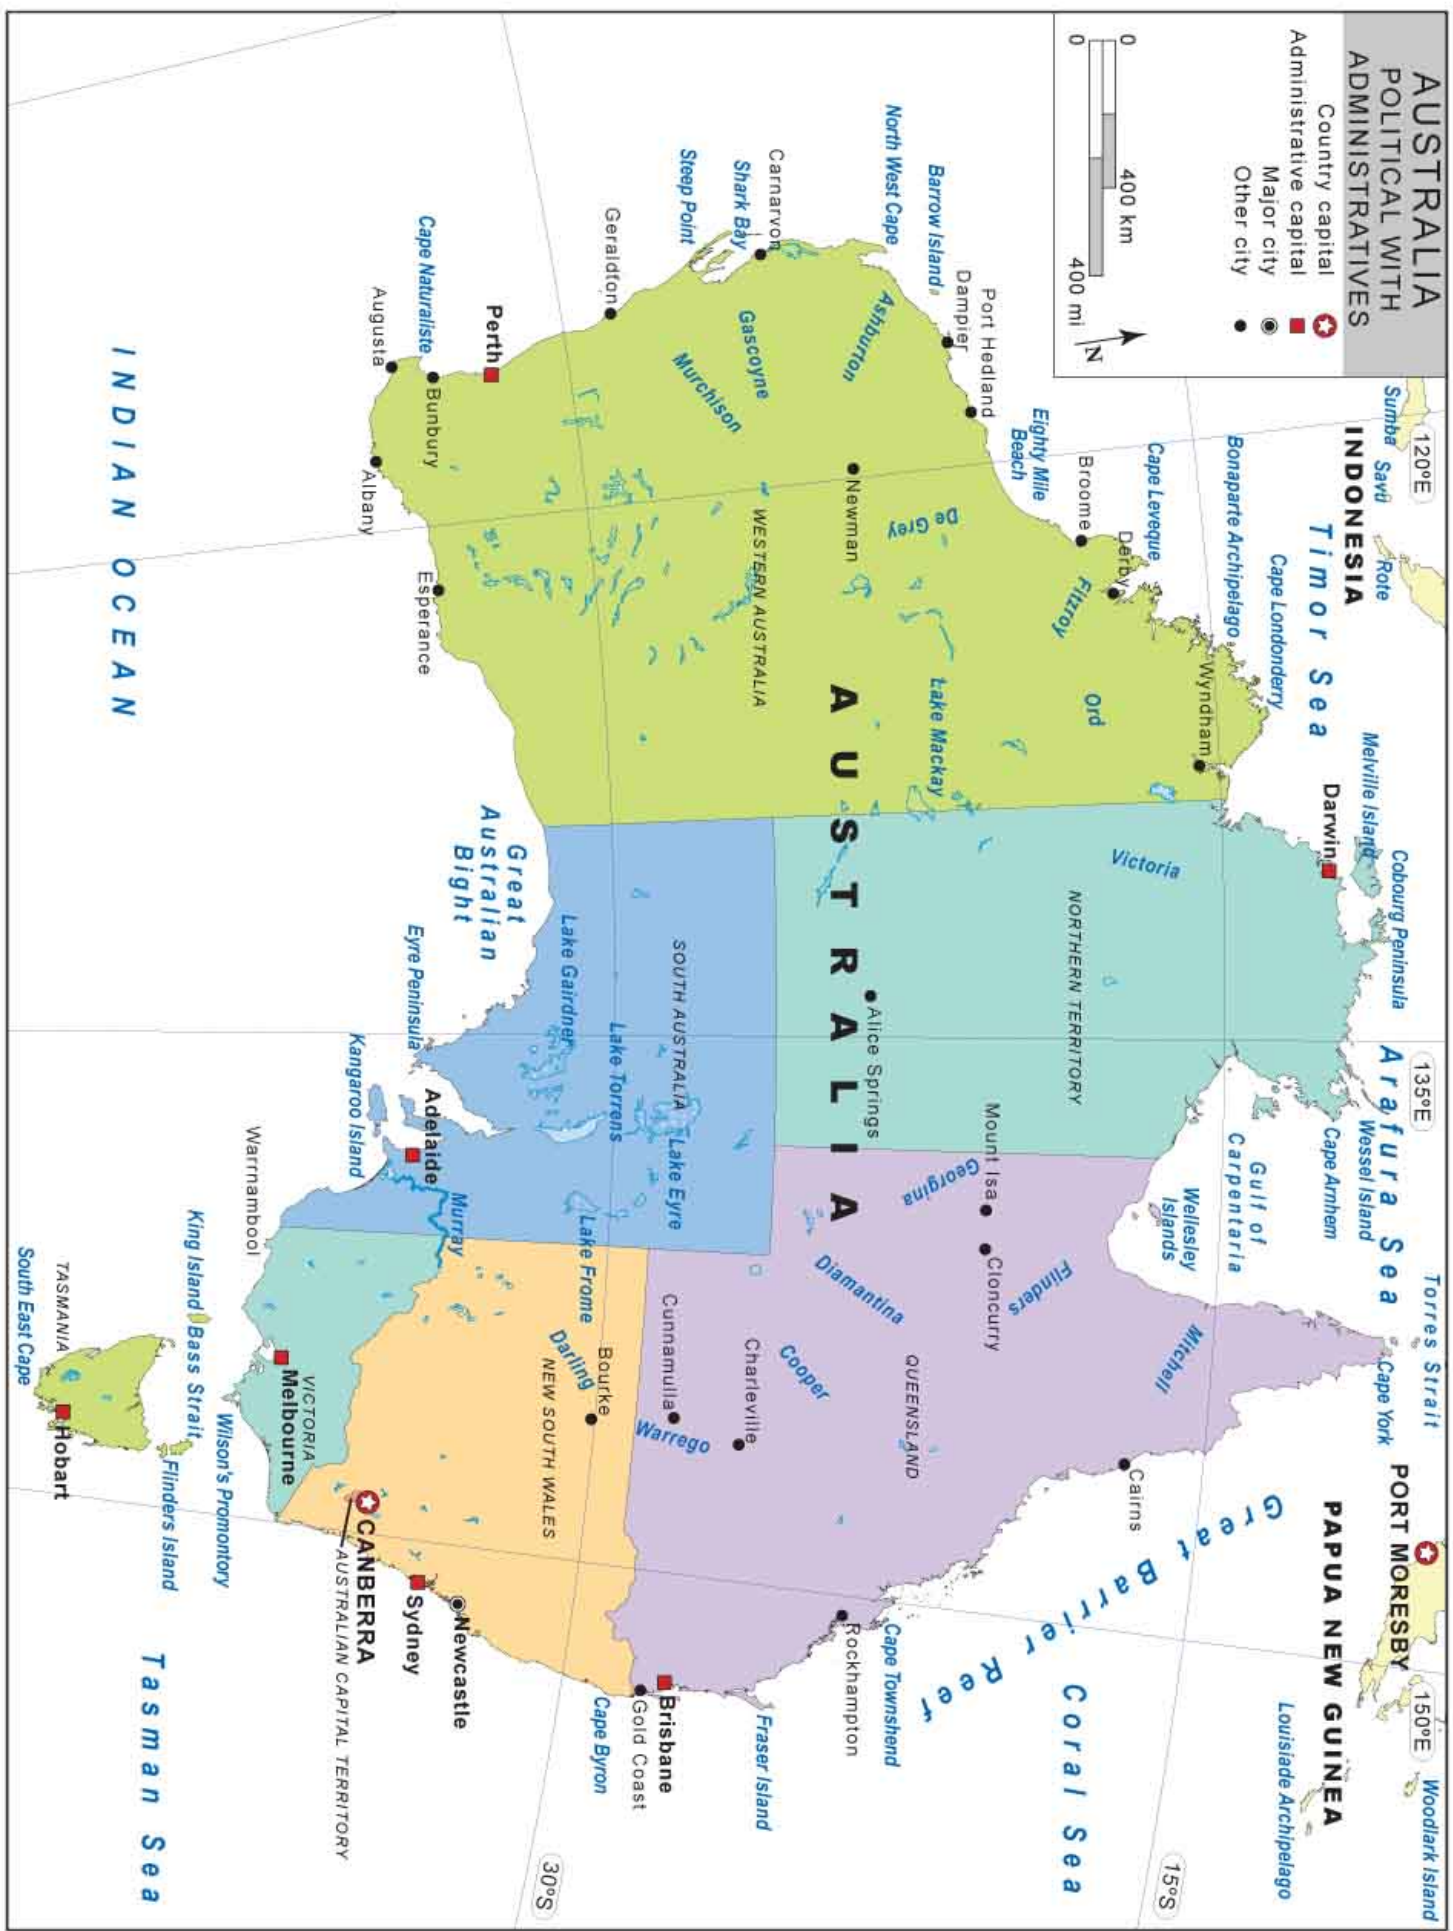 AUSTRALIA
POLITICAL WITH
ADMINISTRATIVES
Country capital
Administrative capital
Major city
Other city
0
400 km
0
400 mi
N
120ºE
135ºE
150ºE
15ºS
30ºS
Sumba
Savu
Rote
INDONESIA
Timor Sea
Melville Island
Cobourg Peninsula
Arafura Sea
Wessel Island
Cape Arnhem
Torres Strait
Cape York
PORT MORESBY
PAPUA NEW GUINEA
Woodlark Island
Louisiade Archipelago
Darwin
Cape Londonderry
Bonaparte Archipelago
Cape Leveque
Wyndham
Derby
Broome
Eighty Mile
Beach
Port Hedland
Dampier
Barrow Island
North West Cape
Carnarvon
Shark Bay
Steep Point
Geraldfon
Perth
Cape Naturaliste
Bunbury
Augusta
Albany
Esperance
Newman
Ashburton
Gascoyne
Murchison
De Grey
Fitzroy
Ord
Lake Mackay
WESTERN AUSTRALIA
AUSTRALIA
Victoria
NORTHERN TERRITORY
Alice Springs
Gulf of
Carpentaria
Wellesley
Islands
Mount Isa
Cloncurry
Georgina
Flinders
Mitchell
Diamantina
Cooper
QUEENSLAND
Cairns
Great Barrier Reef
Coral Sea
Charleville
Cunnamulla
Warrego
Rockhampton
Cape Townshend
Fraser Island
Brisbane
Gold Coast
Cape Byron
SOUTH AUSTRALIA
Lake Eyre
Lake Torrens
Lake Gairdner
Lake Frome
Great
Australian
Bight
Eyre Peninsula
Kangaroo Island
Adelaide
Murray
Bourke
Darling
NEW SOUTH WALES
Newcastle
Sydney
CANBERRA
AUSTRALIAN CAPITAL TERRITORY
VICTORIA
Melbourne
Warrnambool
Wilson's Promontory
King Island
Bass Strait
Flinders Island
TASMANIA
Hobart
South East Cape
INDIAN OCEAN
Tasman Sea